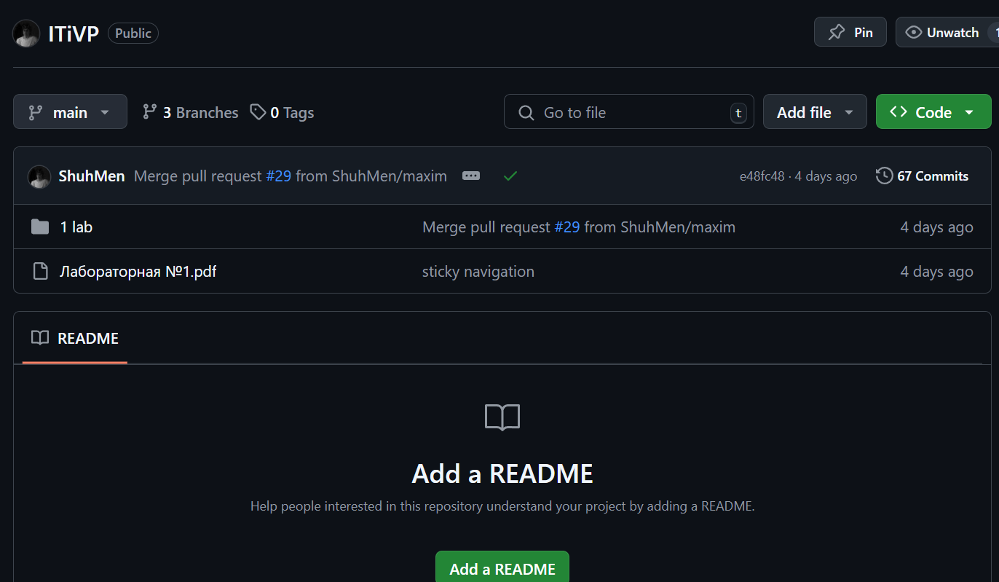 ITiVP Public Pin Unwatch 1
main 3 Branches 0 Tags Go to file t Add file Code
ShuhMen Merge pull request #29 from ShuhMen/maxim e48fc48 · 4 days ago 67 Commits
1 lab Merge pull request #29 from ShuhMen/maxim 4 days ago
Лабораторная №1.pdf sticky navigation 4 days ago
README
Add a README
Help people interested in this repository understand your project by adding a README.
Add a README